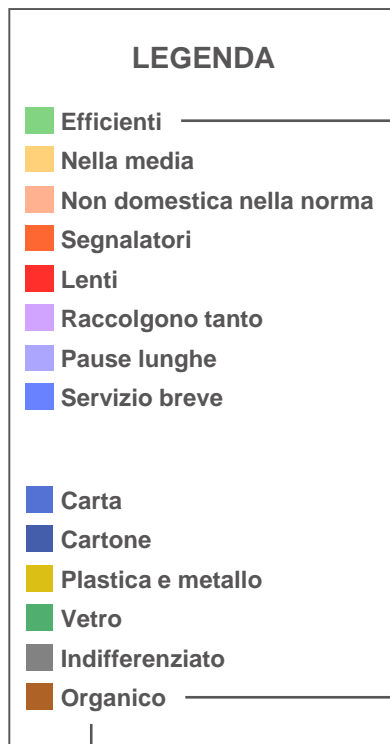 LEGENDA
Efficienti
Nella media
Non domestica nella norma
Segnalatori
Lenti
Raccolgono tanto
Pause lunghe
Servizio breve
Carta
Cartone
Plastica e metallo
Vetro
Indifferenziato
Organico